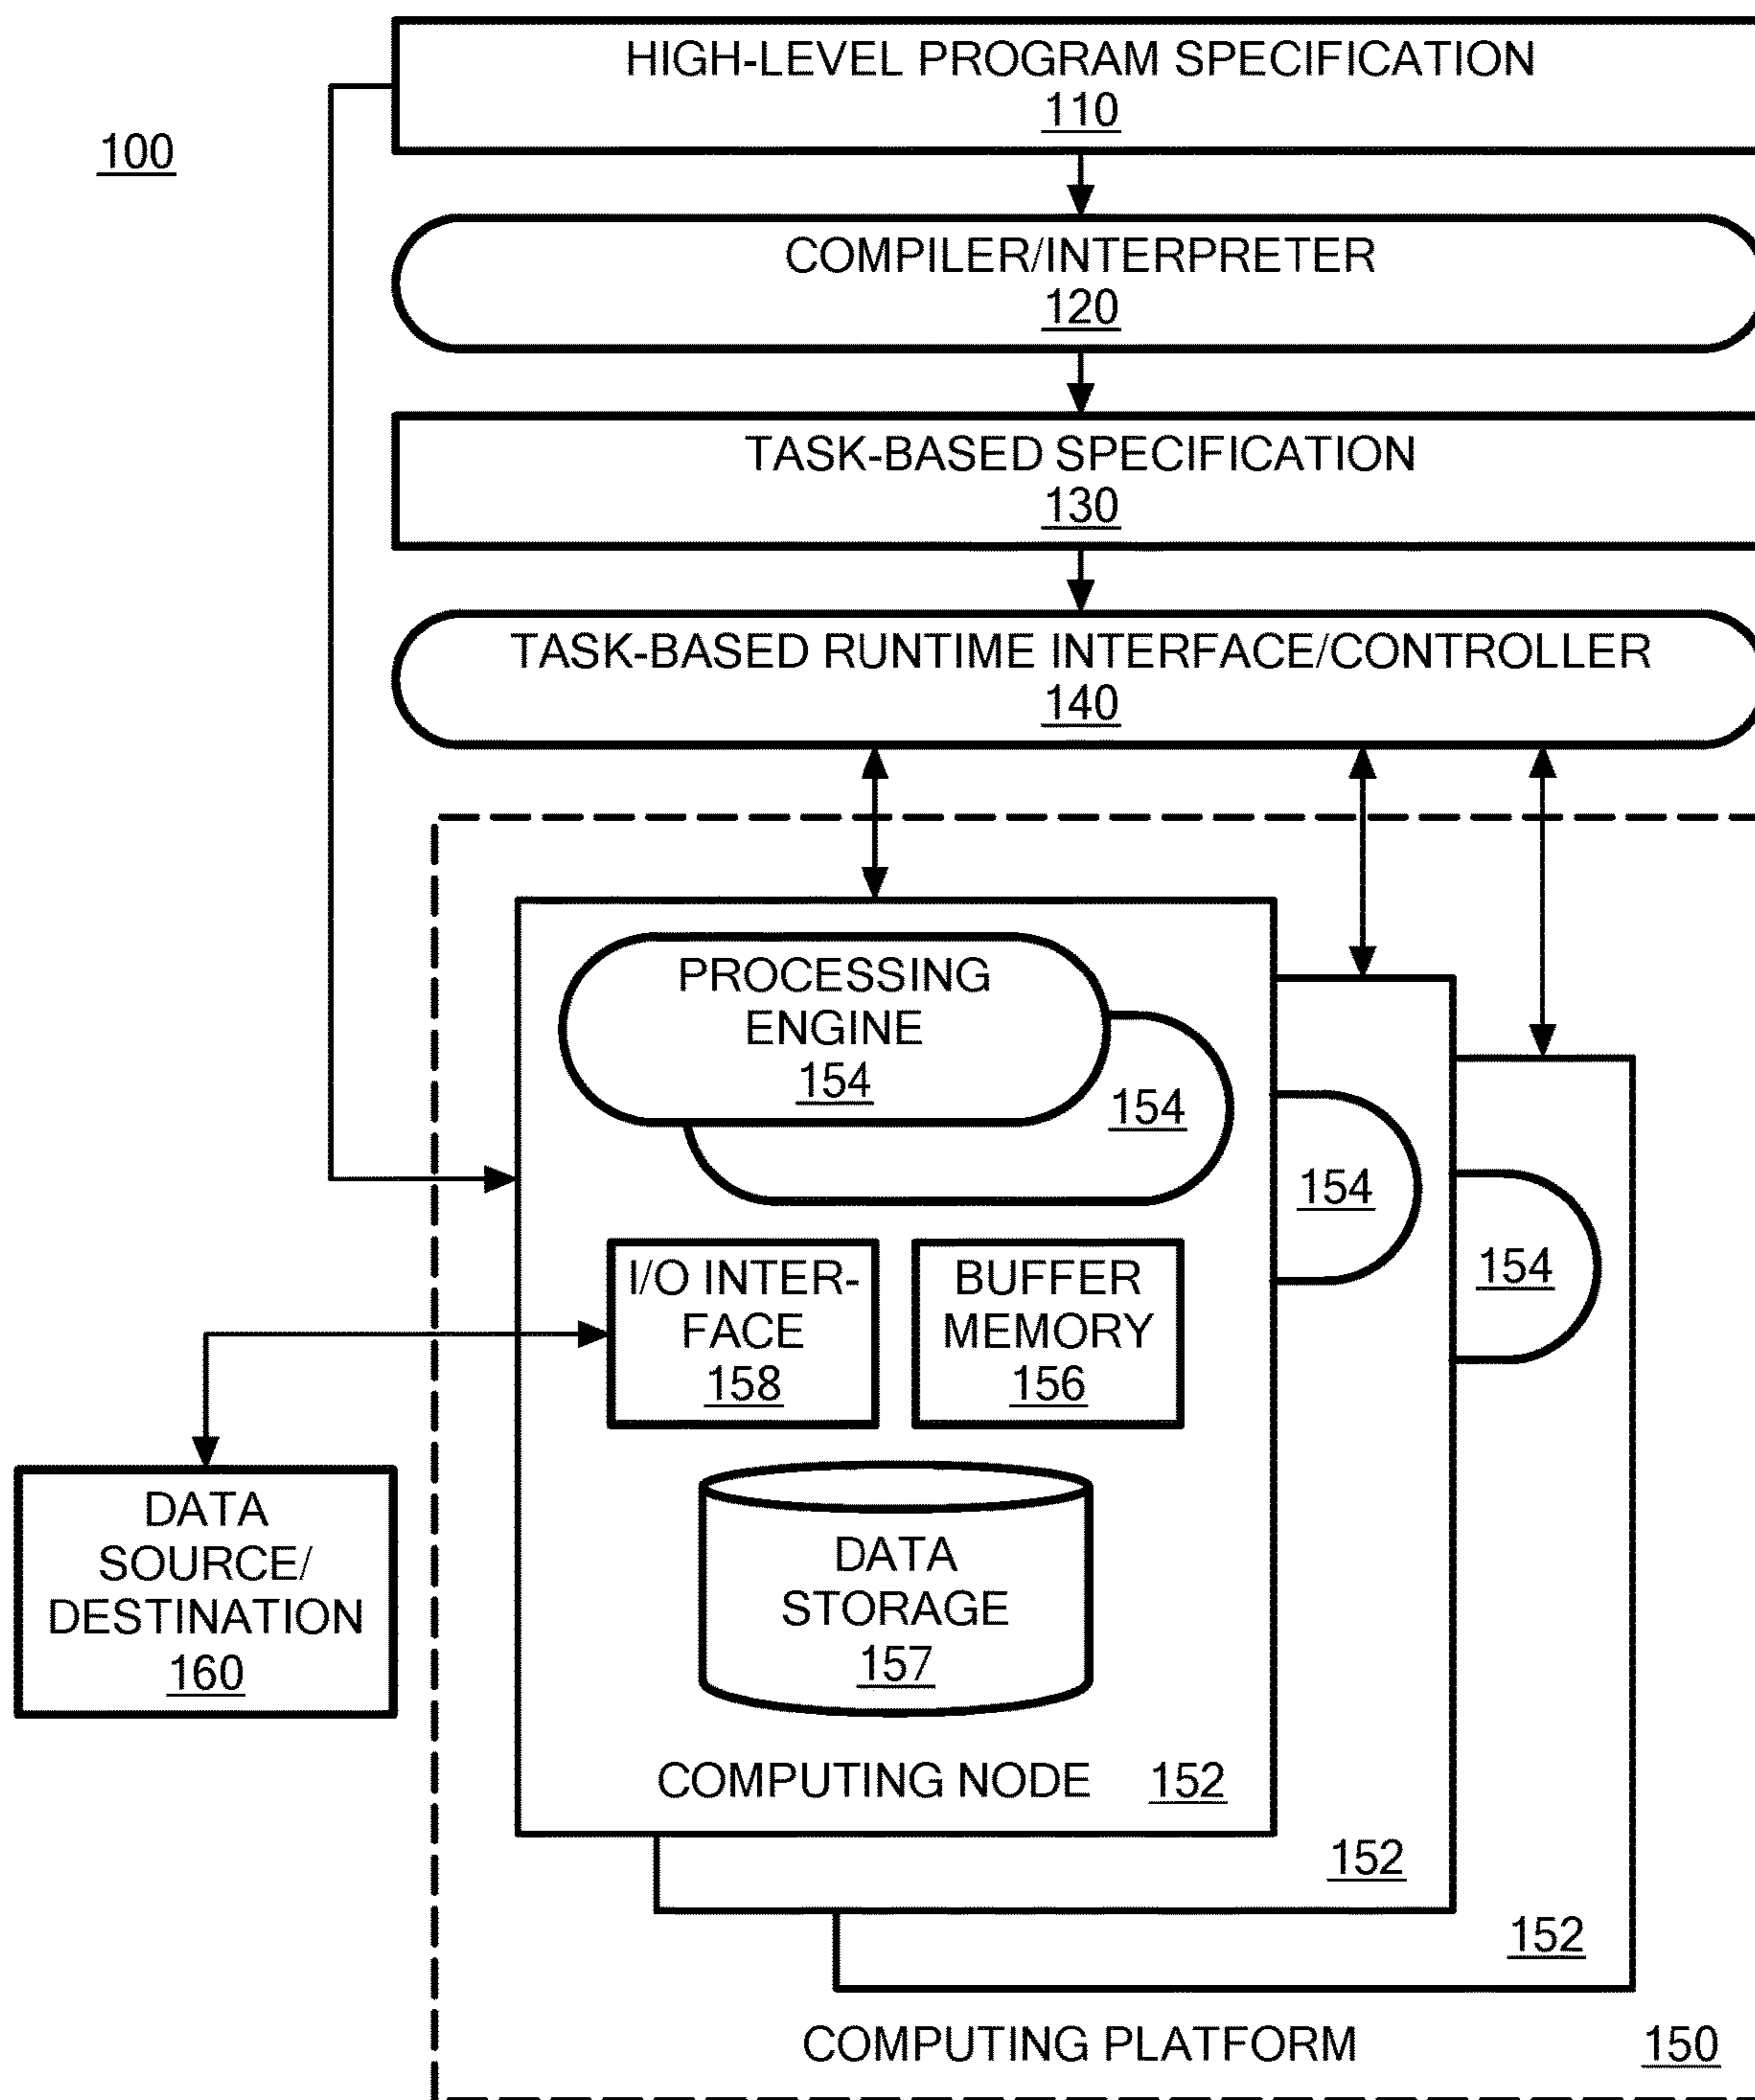 HIGH-LEVEL PROGRAM SPECIFICATION
110
100
COMPILER/INTERPRETER
120
TASK-BASED SPECIFICATION
130
TASK-BASED RUNTIME INTERFACE/CONTROLLER
140
PROCESSING
ENGINE
154
154
154
154
I/O INTER-
FACE
158
BUFFER
MEMORY
156
DATA
SOURCE/
DESTINATION
160
DATA
STORAGE
157
COMPUTING NODE 152
152
152
COMPUTING PLATFORM 150